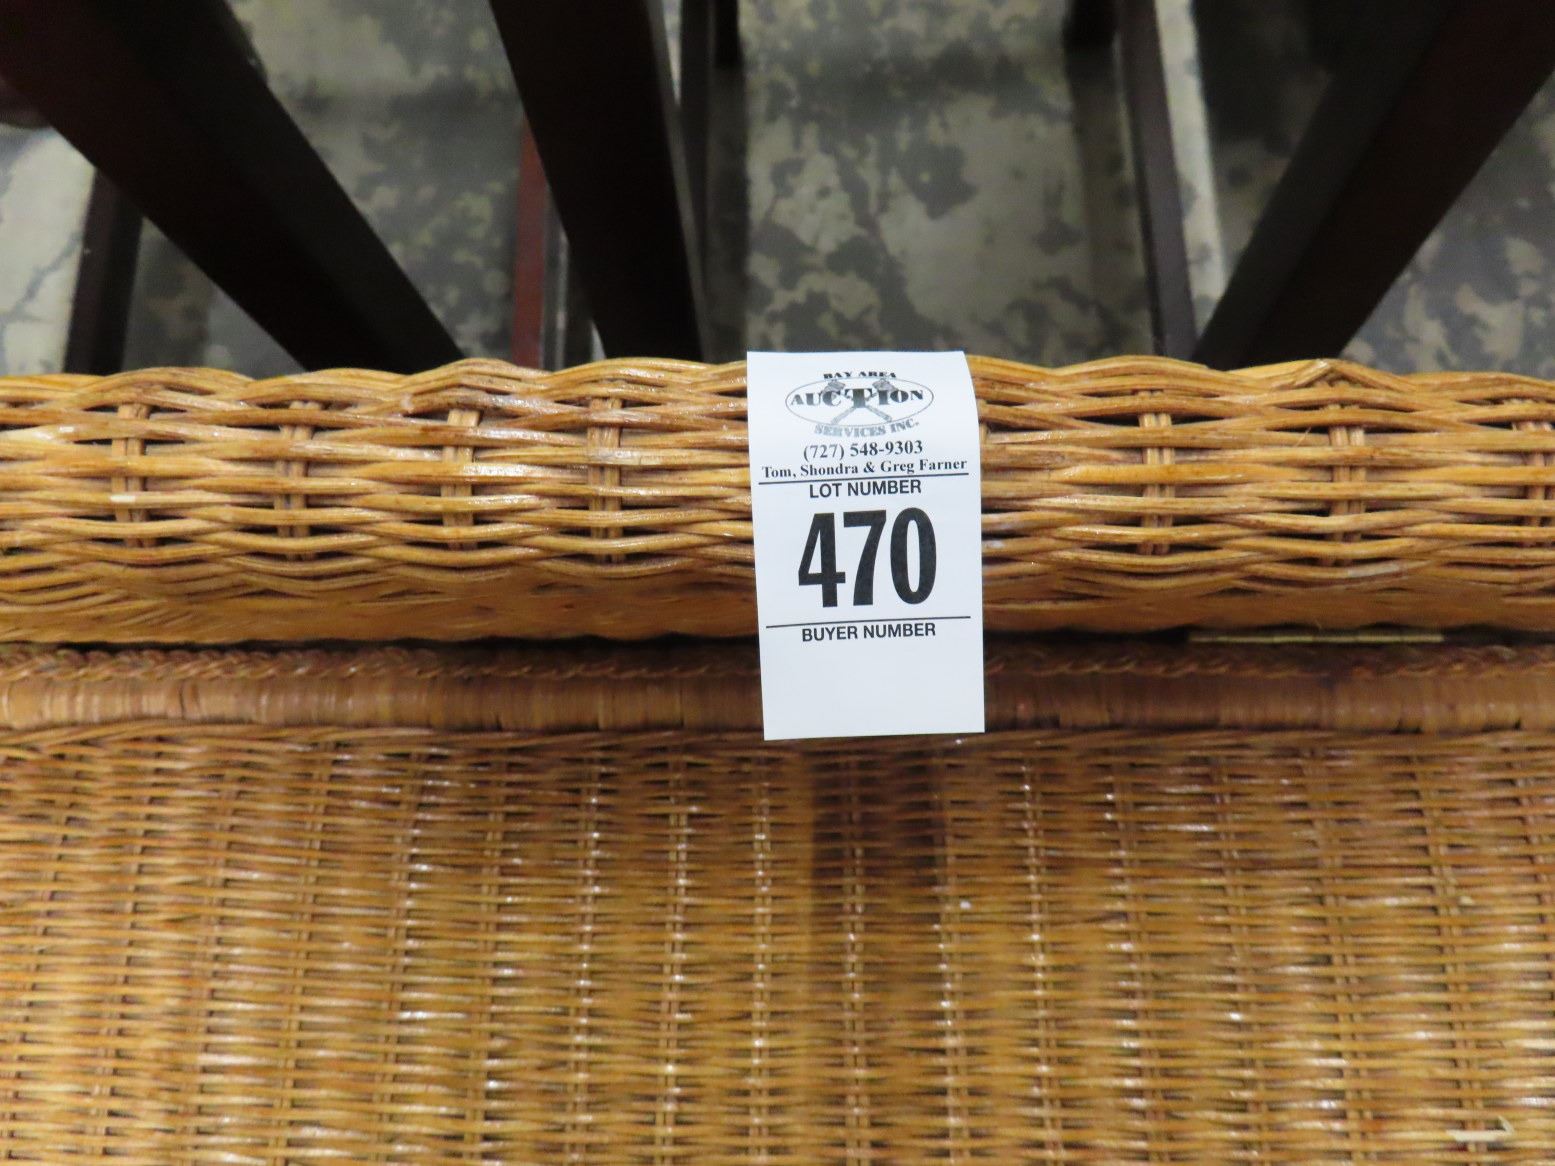 BAY AREA
AUCTION
SERVICES INC.
(727) 548-9303
Tom, Shondra & Greg Farner
LOT NUMBER
470
BUYER NUMBER